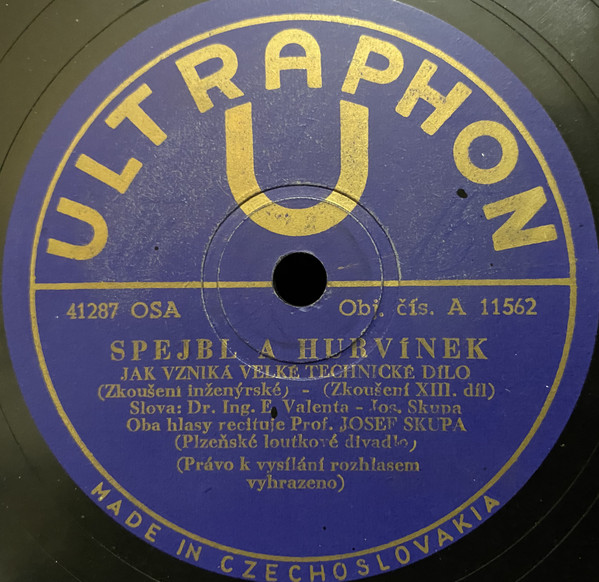 ULTRAPHON
U
41287 OSA
Obj. čís. A 11562
SPEJBL A HURVÍNEK
JAK VZNIKÁ VELKÉ TECHNICKÉ DÍLO
(Zkoušení inženýrské) - (Zkoušení XIII. díl)
Slova: Dr. Ing. E. Valenta - Jos. Skupa
Oba hlasy recituje Prof. JOSEF SKUPA
(Plzeňské loutkové divadlo)
(Právo k vysílání rozhlasem
vyhrazeno)
MADE IN CZECHOSLOVAKIA